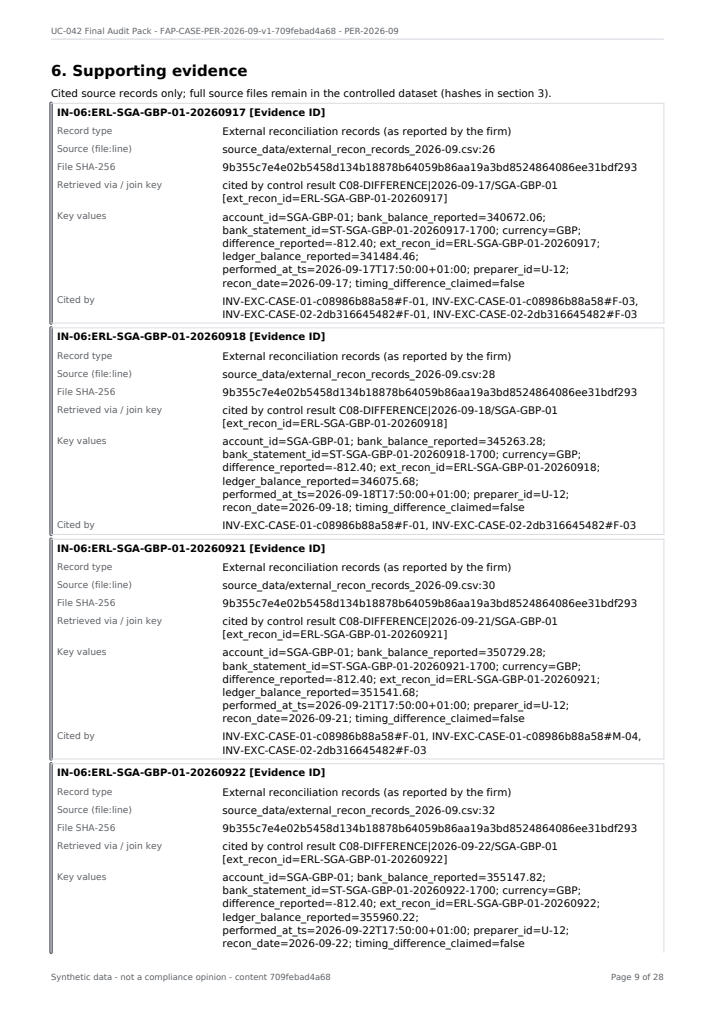 UC-042 Final Audit Pack - FAP-CASE-PER-2026-09-v1-709febad4a68 - PER-2026-09
6. Supporting evidence
Cited source records only; full source files remain in the controlled dataset (hashes in section 3).
IN-06:ERL-SGA-GBP-01-20260917 [Evidence ID]
Record type External reconciliation records (as reported by the firm)
Source (file:line) source_data/external_recon_records_2026-09.csv:26
File SHA-256 9b355c7e4e02b5458d134b18878b64059b86aa19a3bd8524864086ee31bdf293
Retrieved via / join key cited by control result C08-DIFFERENCE|2026-09-17/SGA-GBP-01
[ext_recon_id=ERL-SGA-GBP-01-20260917]
Key values account_id=SGA-GBP-01; bank_balance_reported=340672.06;
bank_statement_id=ST-SGA-GBP-01-20260917-1700; currency=GBP;
difference_reported=-812.40; ext_recon_id=ERL-SGA-GBP-01-20260917;
ledger_balance_reported=341484.46;
performed_at_ts=2026-09-17T17:50:00+01:00; preparer_id=U-12;
recon_date=2026-09-17; timing_difference_claimed=false
Cited by INV-EXC-CASE-01-c08986b88a58#F-01, INV-EXC-CASE-01-c08986b88a58#F-03,
INV-EXC-CASE-02-2db316645482#F-01, INV-EXC-CASE-02-2db316645482#F-03
IN-06:ERL-SGA-GBP-01-20260918 [Evidence ID]
Record type External reconciliation records (as reported by the firm)
Source (file:line) source_data/external_recon_records_2026-09.csv:28
File SHA-256 9b355c7e4e02b5458d134b18878b64059b86aa19a3bd8524864086ee31bdf293
Retrieved via / join key cited by control result C08-DIFFERENCE|2026-09-18/SGA-GBP-01
[ext_recon_id=ERL-SGA-GBP-01-20260918]
Key values account_id=SGA-GBP-01; bank_balance_reported=345263.28;
bank_statement_id=ST-SGA-GBP-01-20260918-1700; currency=GBP;
difference_reported=-812.40; ext_recon_id=ERL-SGA-GBP-01-20260918;
ledger_balance_reported=346075.68;
performed_at_ts=2026-09-18T17:50:00+01:00; preparer_id=U-12;
recon_date=2026-09-18; timing_difference_claimed=false
Cited by INV-EXC-CASE-01-c08986b88a58#F-01, INV-EXC-CASE-02-2db316645482#F-03
IN-06:ERL-SGA-GBP-01-20260921 [Evidence ID]
Record type External reconciliation records (as reported by the firm)
Source (file:line) source_data/external_recon_records_2026-09.csv:30
File SHA-256 9b355c7e4e02b5458d134b18878b64059b86aa19a3bd8524864086ee31bdf293
Retrieved via / join key cited by control result C08-DIFFERENCE|2026-09-21/SGA-GBP-01
[ext_recon_id=ERL-SGA-GBP-01-20260921]
Key values account_id=SGA-GBP-01; bank_balance_reported=350729.28;
bank_statement_id=ST-SGA-GBP-01-20260921-1700; currency=GBP;
difference_reported=-812.40; ext_recon_id=ERL-SGA-GBP-01-20260921;
ledger_balance_reported=351541.68;
performed_at_ts=2026-09-21T17:50:00+01:00; preparer_id=U-12;
recon_date=2026-09-21; timing_difference_claimed=false
Cited by INV-EXC-CASE-01-c08986b88a58#F-01, INV-EXC-CASE-01-c08986b88a58#M-04,
INV-EXC-CASE-02-2db316645482#F-03
IN-06:ERL-SGA-GBP-01-20260922 [Evidence ID]
Record type External reconciliation records (as reported by the firm)
Source (file:line) source_data/external_recon_records_2026-09.csv:32
File SHA-256 9b355c7e4e02b5458d134b18878b64059b86aa19a3bd8524864086ee31bdf293
Retrieved via / join key cited by control result C08-DIFFERENCE|2026-09-22/SGA-GBP-01
[ext_recon_id=ERL-SGA-GBP-01-20260922]
Key values account_id=SGA-GBP-01; bank_balance_reported=355147.82;
bank_statement_id=ST-SGA-GBP-01-20260922-1700; currency=GBP;
difference_reported=-812.40; ext_recon_id=ERL-SGA-GBP-01-20260922;
ledger_balance_reported=355960.22;
performed_at_ts=2026-09-22T17:50:00+01:00; preparer_id=U-12;
recon_date=2026-09-22; timing_difference_claimed=false
Synthetic data - not a compliance opinion - content 709febad4a68 Page 9 of 28